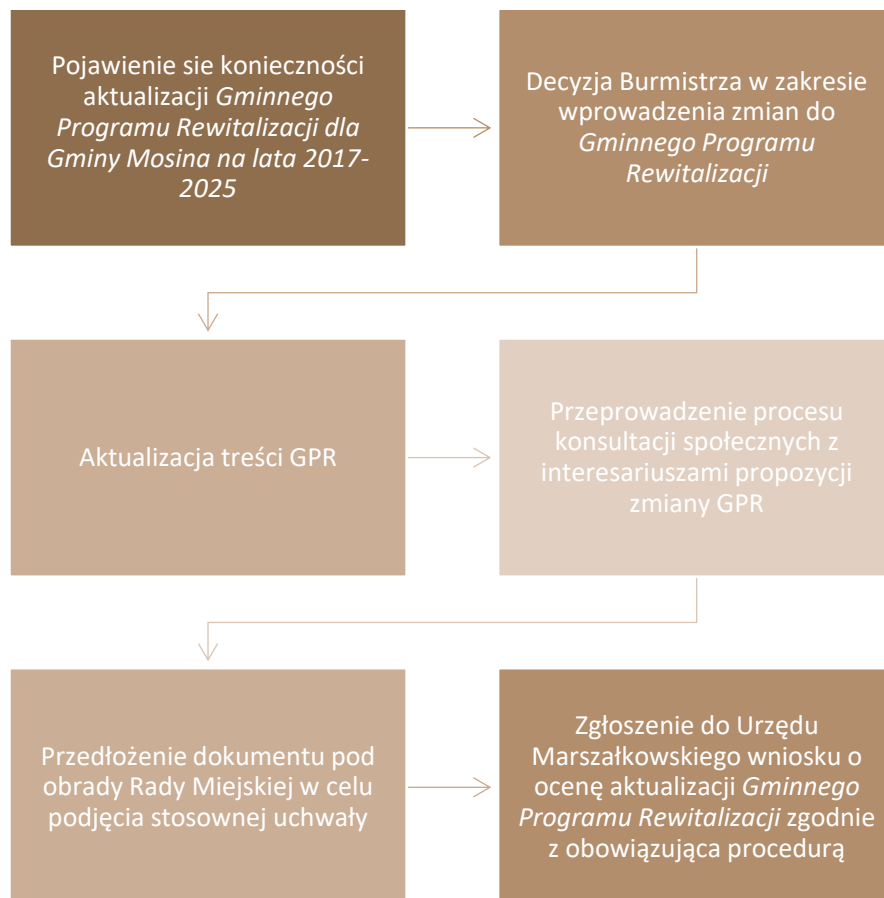 Pojawienie sie konieczności
aktualizacji Gminnego
Programu Rewitalizacji dla
Gminy Mosina na lata 2017-
2025
Decyzja Burmistrza w zakresie
wprowadzenia zmian do
Gminnego Programu
Rewitalizacji
Aktualizacja treści GPR
Przeprowadzenie procesu
konsultacji społecznych z
interesariuszami propozycji
zmiany GPR
Przedłożenie dokumentu pod
obrady Rady Miejskiej w celu
podjęcia stosownej uchwały
Zgłoszenie do Urzędu
Marszałkowskiego wniosku o
ocenę aktualizacji Gminnego
Programu Rewitalizacji zgodnie
z obowiązująca procedurą